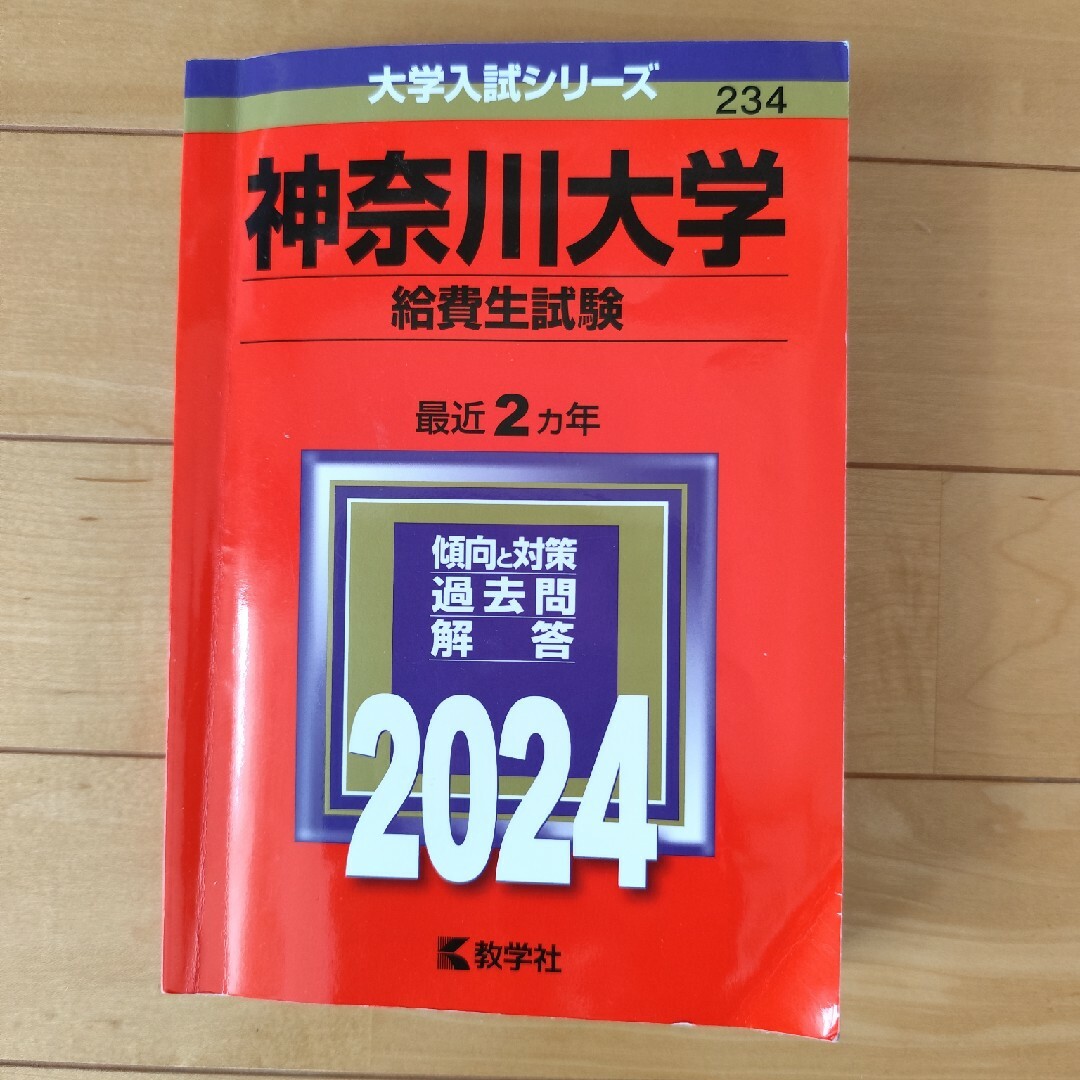 大学入試シリーズ
234
神奈川大学
給費生試験
最近2カ年
傾向と対策
過去問
解答
2024
教学社